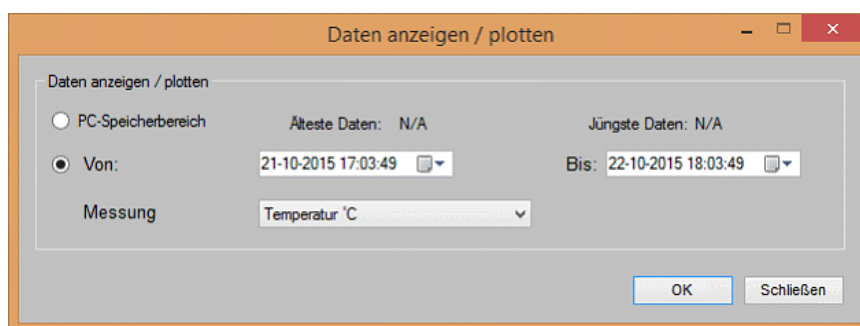 Daten anzeigen / plotten
Daten anzeigen / plotten
PC-Speicherbereich Älteste Daten: N/A Jüngste Daten: N/A
Von: 21-10-2015 17:03:49 Bis: 22-10-2015 18:03:49
Messung Temperatur °C
OK Schließen